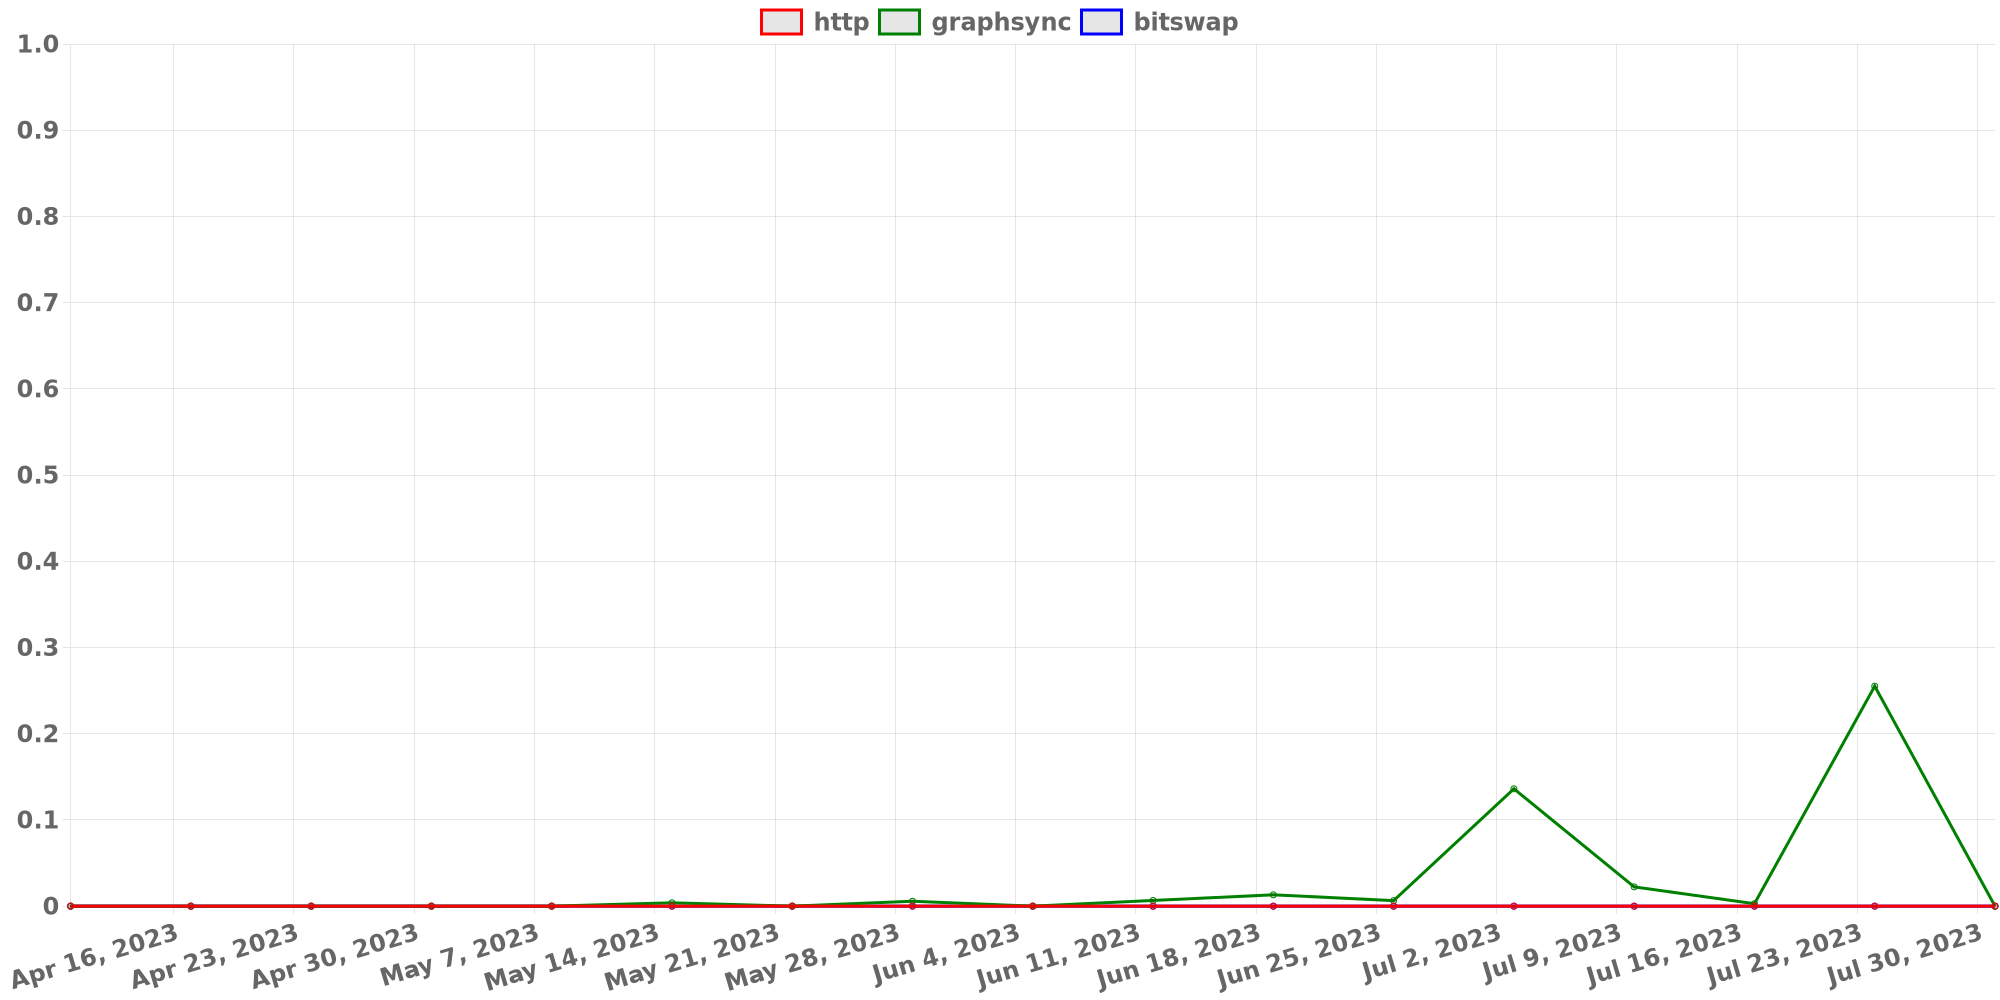 http graphsync bitswap
1.0
0.9
0.8
0.7
0.6
0.5
0.4
0.3
0.2
0.1
0
Apr 16, 2023
Apr 23, 2023
Apr 30, 2023
May 7, 2023
May 14, 2023
May 21, 2023
May 28, 2023
Jun 4, 2023
Jun 11, 2023
Jun 18, 2023
Jun 25, 2023
Jul 2, 2023
Jul 9, 2023
Jul 16, 2023
Jul 23, 2023
Jul 30, 2023